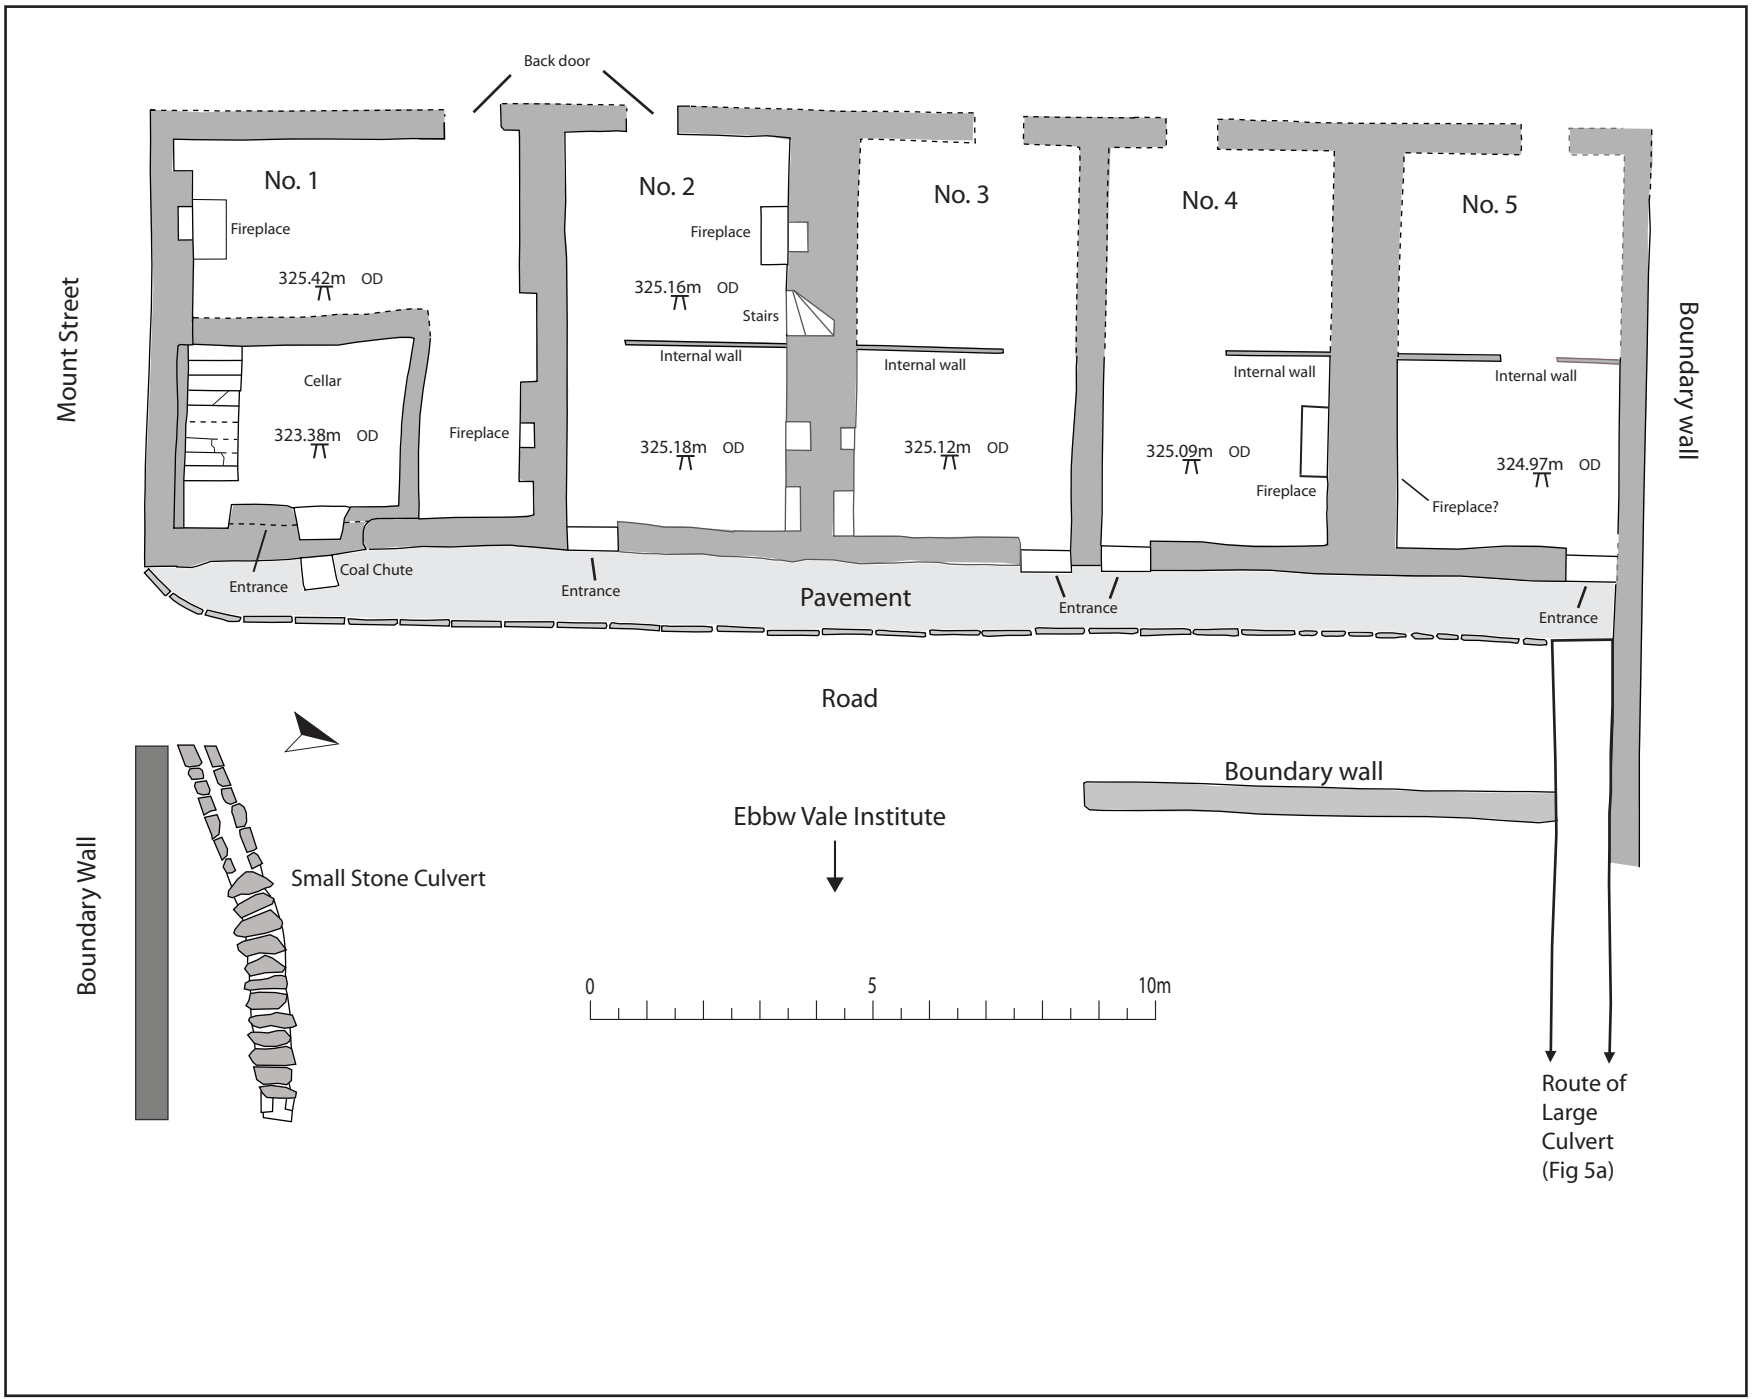 Back door
No. 1
No. 2
No. 3
No. 4
No. 5
Fireplace
Fireplace
325.42m OD
325.16m OD
Stairs
Mount Street
Boundary wall
Internal wall
Internal wall
Internal wall
Internal wall
Cellar
323.38m OD
Fireplace
325.18m OD
325.12m OD
325.09m OD
324.97m OD
Fireplace
Fireplace?
Coal Chute
Entrance
Entrance
Pavement
Entrance
Entrance
Road
Boundary wall
Ebbw Vale Institute
Boundary Wall
Small Stone Culvert
0 5 10m
Route of
Large
Culvert
(Fig 5a)